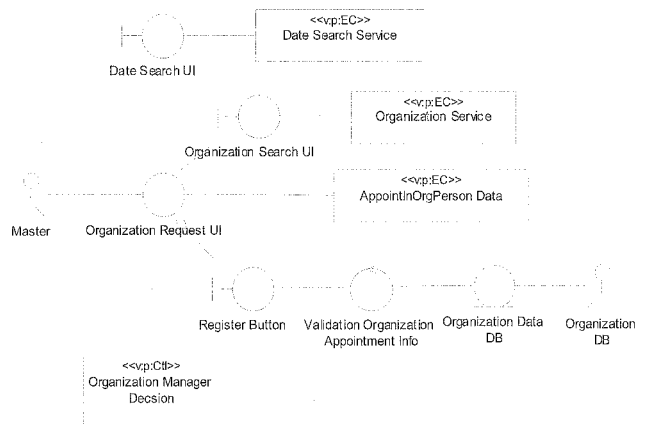 <<v:p:EC>>
Date Search Service
Date Search UI
<<v:p:EC>>
Organization Service
Organization Search UI
<<v:p:EC>>
AppointInOrgPerson Data
Master
Organization Request UI
Register Button
Validation Organization
Appointment Info
Organization Data
DB
Organization
DB
<<v:p:Ctl>>
Organization Manager
Decsion